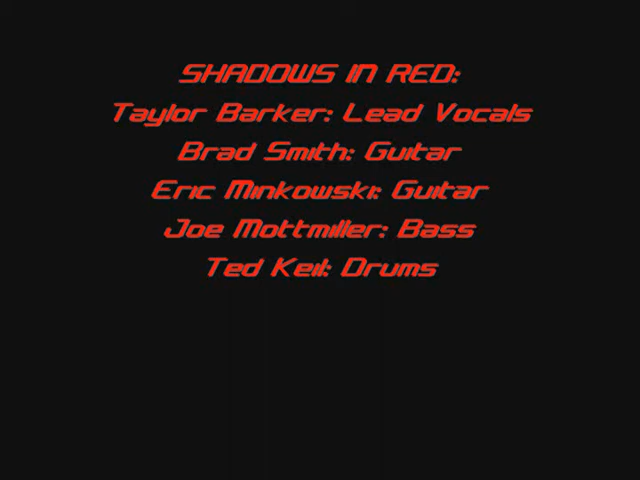 SHADOWS IN RED:
Taylor Barker: Lead Vocals
Brad Smith: Guitar
Eric Minkowski: Guitar
Joe Mottmiller: Bass
Ted Keil: Drums